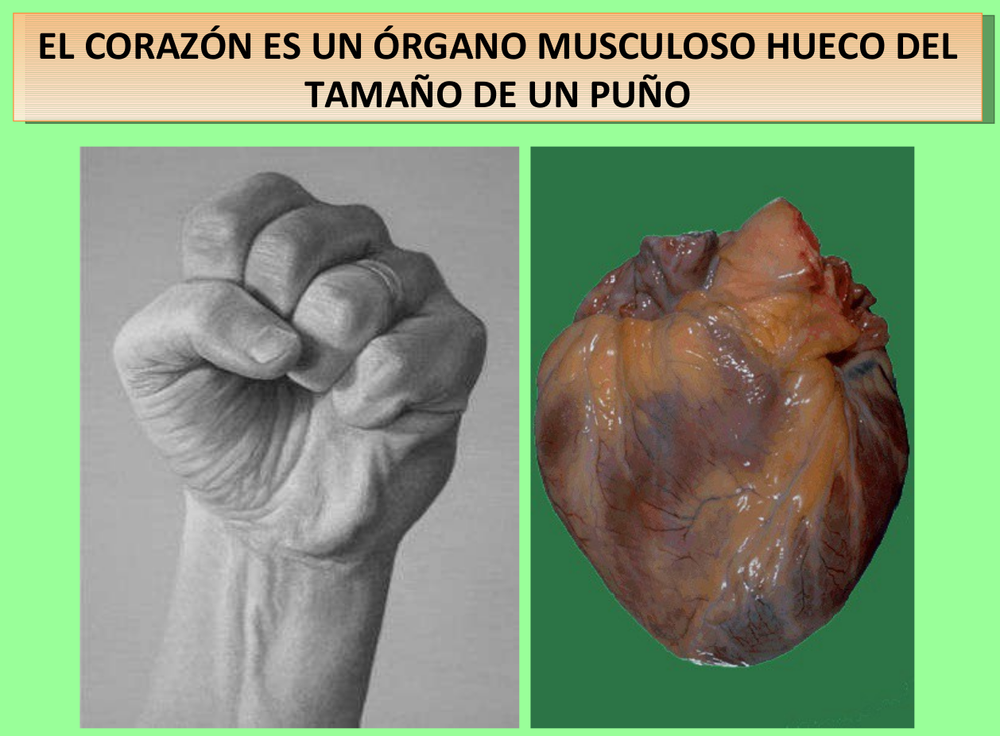 EL CORAZÓN ES UN ÓRGANO MUSCULOSO HUECO DEL
TAMAÑO DE UN PUÑO